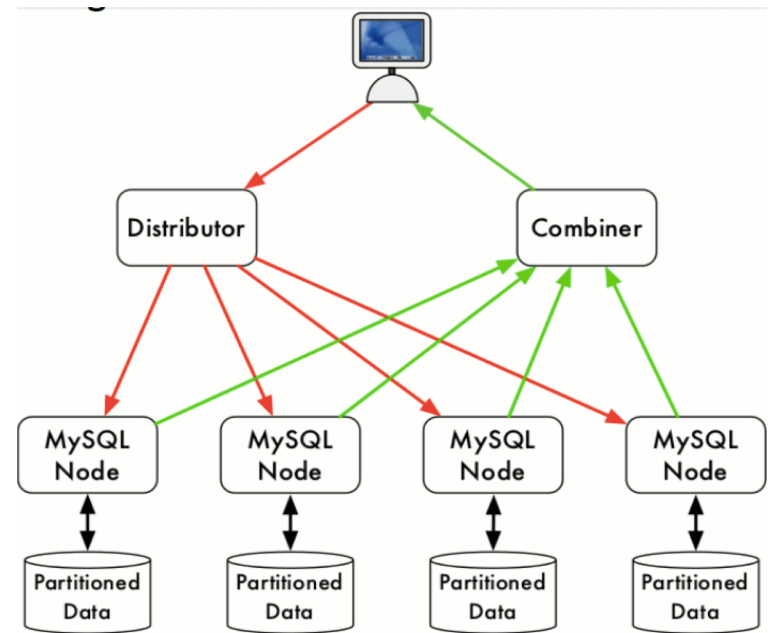 Distributor
Combiner
MySQL
Node
MySQL
Node
MySQL
Node
MySQL
Node
Partitioned
Data
Partitioned
Data
Partitioned
Data
Partitioned
Data